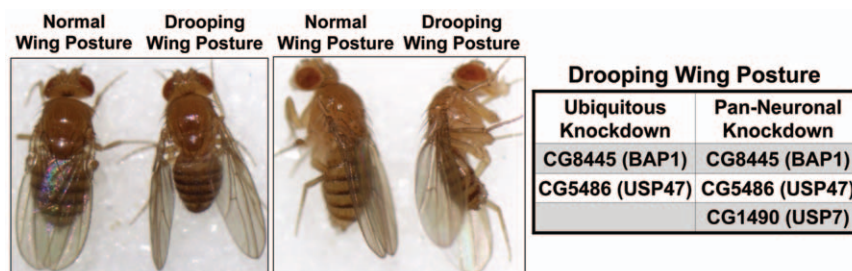 Normal Wing Posture
Drooping Wing Posture
Normal Wing Posture
Drooping Wing Posture
Drooping Wing Posture
Ubiquitous Knockdown
Pan-Neuronal Knockdown
CG8445 (BAP1)
CG8445 (BAP1)
CG5486 (USP47)
CG5486 (USP47)
CG1490 (USP7)